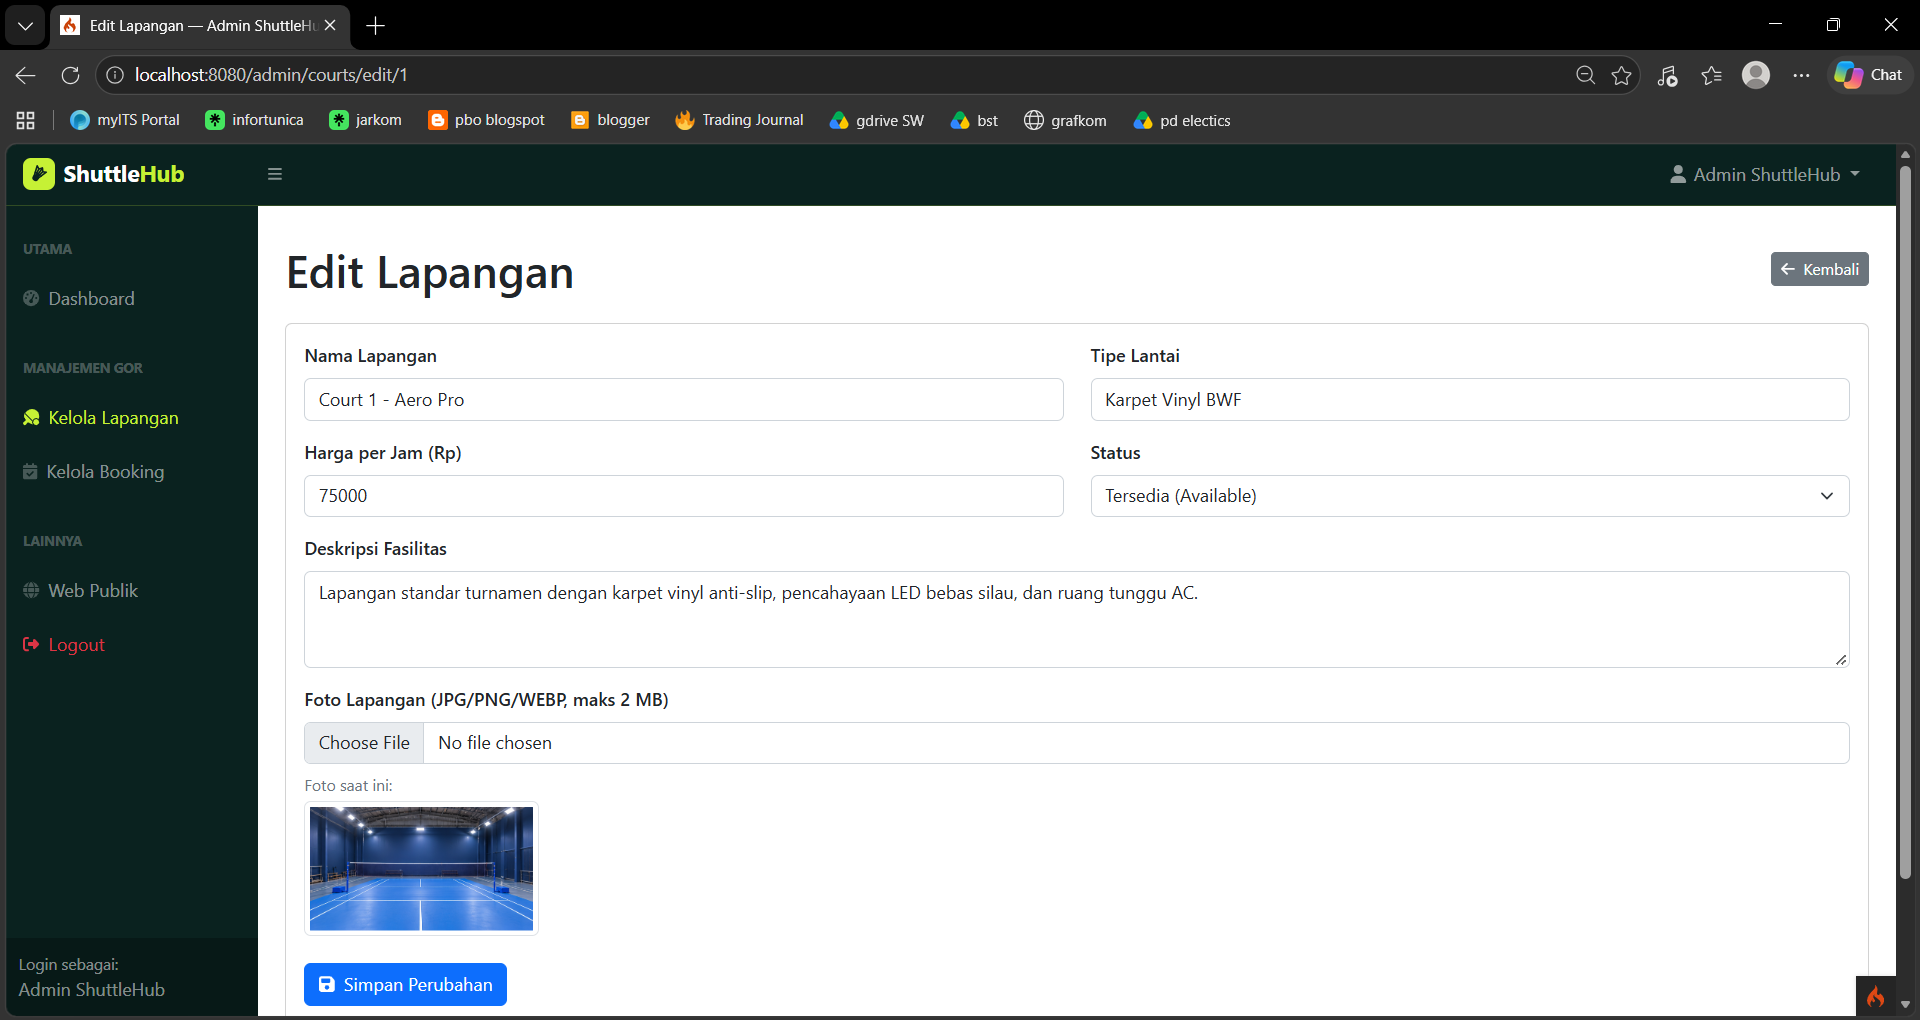 Edit Lapangan — Admin ShuttleHu
localhost:8080/admin/courts/edit/1
Chat
myITS Portal
infortunica
jarkom
pbo blogspot
blogger
Trading Journal
gdrive SW
bst
grafkom
pd electics
ShuttleHub
Admin ShuttleHub
UTAMA
Dashboard
MANAJEMEN GOR
Kelola Lapangan
Kelola Booking
LAINNYA
Web Publik
Logout
Login sebagai:
Admin ShuttleHub
Edit Lapangan
Kembali
Nama Lapangan
Court 1 - Aero Pro
Tipe Lantai
Karpet Vinyl BWF
Harga per Jam (Rp)
75000
Status
Tersedia (Available)
Deskripsi Fasilitas
Lapangan standar turnamen dengan karpet vinyl anti-slip, pencahayaan LED bebas silau, dan ruang tunggu AC.
Foto Lapangan (JPG/PNG/WEBP, maks 2 MB)
Choose File No file chosen
Foto saat ini:
Simpan Perubahan